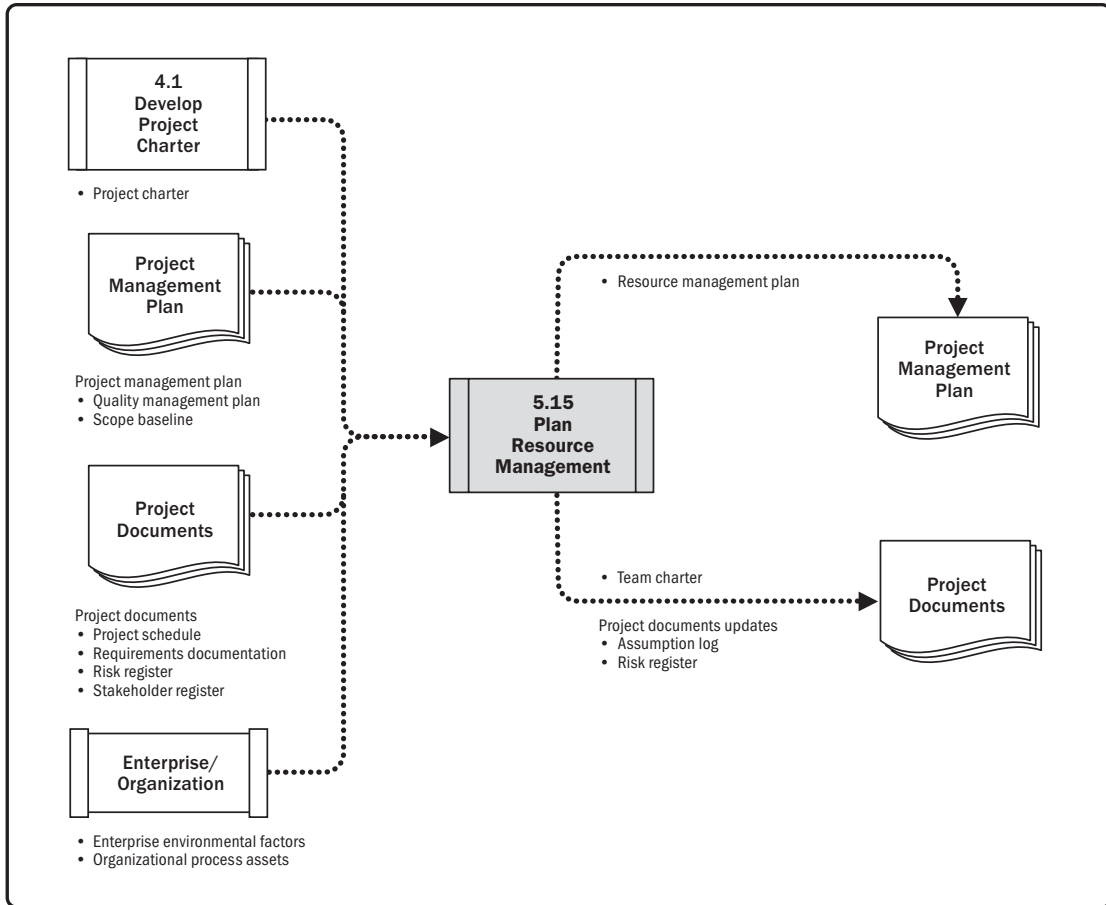 4.1
Develop
Project
Charter
• Project charter
Project
Management
Plan
Project management plan
• Quality management plan
• Scope baseline
Project
Documents
Project documents
• Project schedule
• Requirements documentation
• Risk register
• Stakeholder register
Enterprise/
Organization
• Enterprise environmental factors
• Organizational process assets
5.15
Plan
Resource
Management
• Resource management plan
Project
Management
Plan
• Team charter
Project documents updates
• Assumption log
• Risk register
Project
Documents